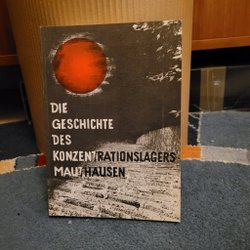 DIE
GESCHICHTE
DES
KONZENTRATIONSLAGERS
MAUTHAUSEN